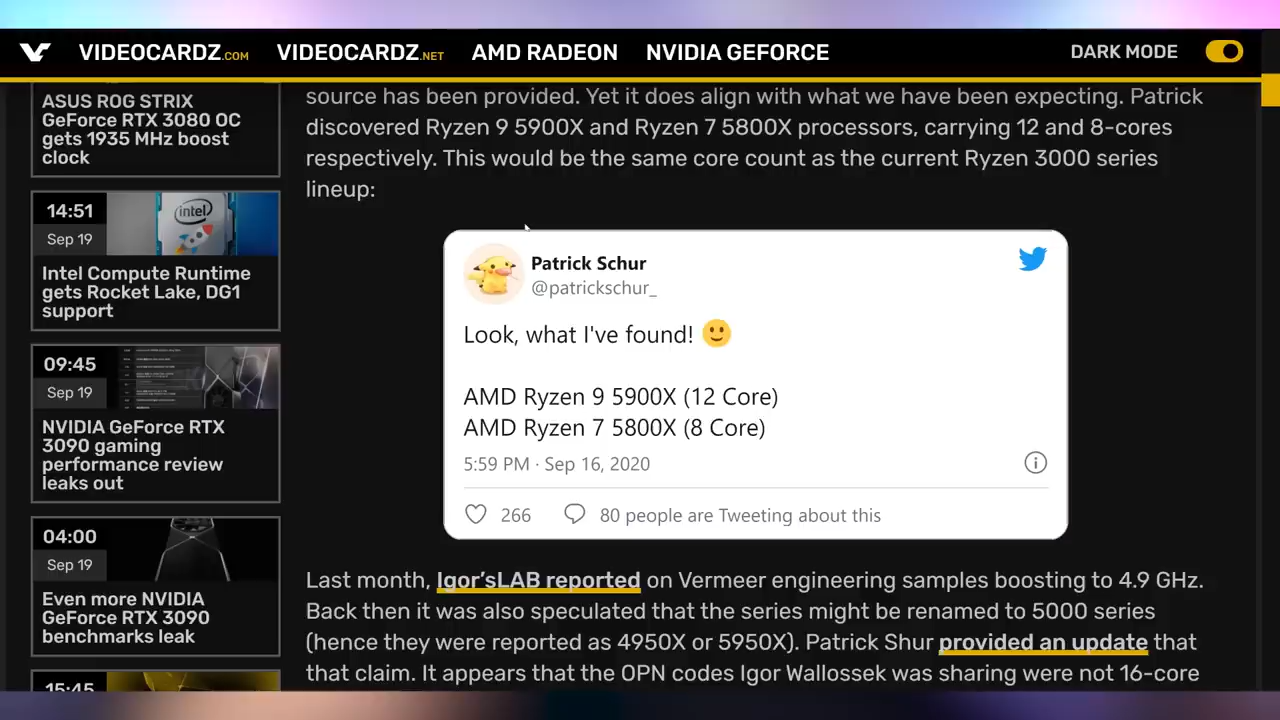 VIDEOCARDZ.COM VIDEOCARDZ.NET AMD RADEON NVIDIA GEFORCE DARK MODE
ASUS ROG STRIX
GeForce RTX 3080 OC
gets 1935 MHz boost
clock
14:51
Sep 19
intel
Intel Compute Runtime
gets Rocket Lake, DG1
support
09:45
Sep 19
NVIDIA GeForce RTX
3090 gaming
performance review
leaks out
04:00
Sep 19
Even more NVIDIA
GeForce RTX 3090
benchmarks leak
15:45
source has been provided. Yet it does align with what we have been expecting. Patrick
discovered Ryzen 9 5900X and Ryzen 7 5800X processors, carrying 12 and 8-cores
respectively. This would be the same core count as the current Ryzen 3000 series
lineup:
Patrick Schur
@patrickschur_
Look, what I've found! 🙂
AMD Ryzen 9 5900X (12 Core)
AMD Ryzen 7 5800X (8 Core)
5:59 PM · Sep 16, 2020
266 80 people are Tweeting about this
Last month, Igor'sLAB reported on Vermeer engineering samples boosting to 4.9 GHz.
Back then it was also speculated that the series might be renamed to 5000 series
(hence they were reported as 4950X or 5950X). Patrick Shur provided an update that
that claim. It appears that the OPN codes Igor Wallossek was sharing were not 16-core